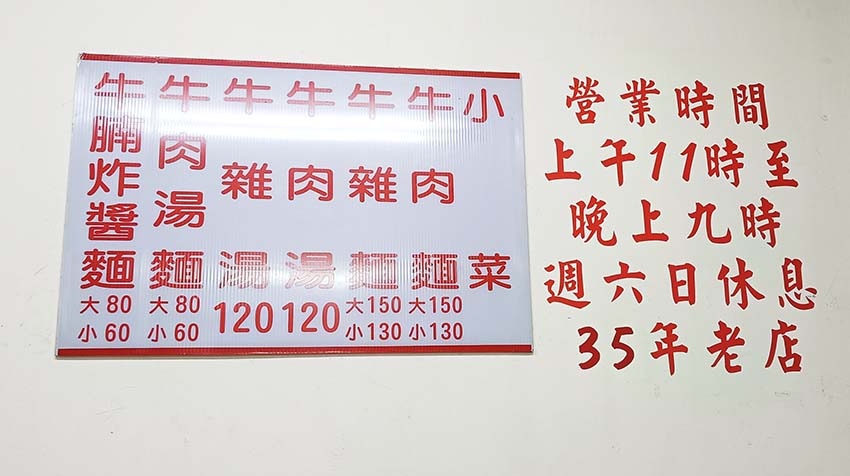 小菜
牛肉麵
大150
小130
牛雜麵
大150
小130
牛肉湯
120
牛雜湯
120
牛肉湯麵
大80
小60
牛腩炸醬麵
大80
小60
營業時間
上午11時至
晚上九時
週六日休息
35年老店